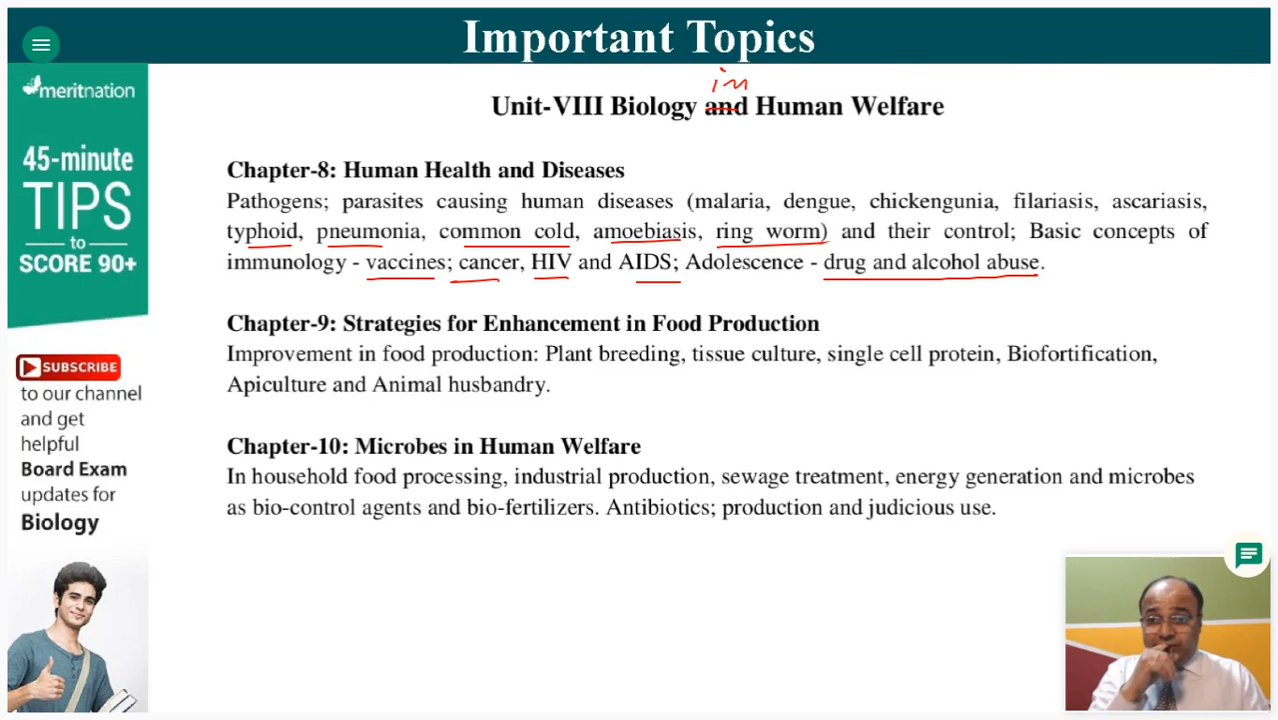 Important Topics
meritnation
45-minute
TIPS
to
SCORE 90+
SUBSCRIBE
to our channel
and get
helpful
Board Exam
updates for
Biology
in
Unit-VIII Biology and Human Welfare
Chapter-8: Human Health and Diseases
Pathogens; parasites causing human diseases (malaria, dengue, chickengunia, filariasis, ascariasis,
typhoid, pneumonia, common cold, amoebiasis, ring worm) and their control; Basic concepts of
immunology - vaccines; cancer, HIV and AIDS; Adolescence - drug and alcohol abuse.
Chapter-9: Strategies for Enhancement in Food Production
Improvement in food production: Plant breeding, tissue culture, single cell protein, Biofortification,
Apiculture and Animal husbandry.
Chapter-10: Microbes in Human Welfare
In household food processing, industrial production, sewage treatment, energy generation and microbes
as bio-control agents and bio-fertilizers. Antibiotics; production and judicious use.